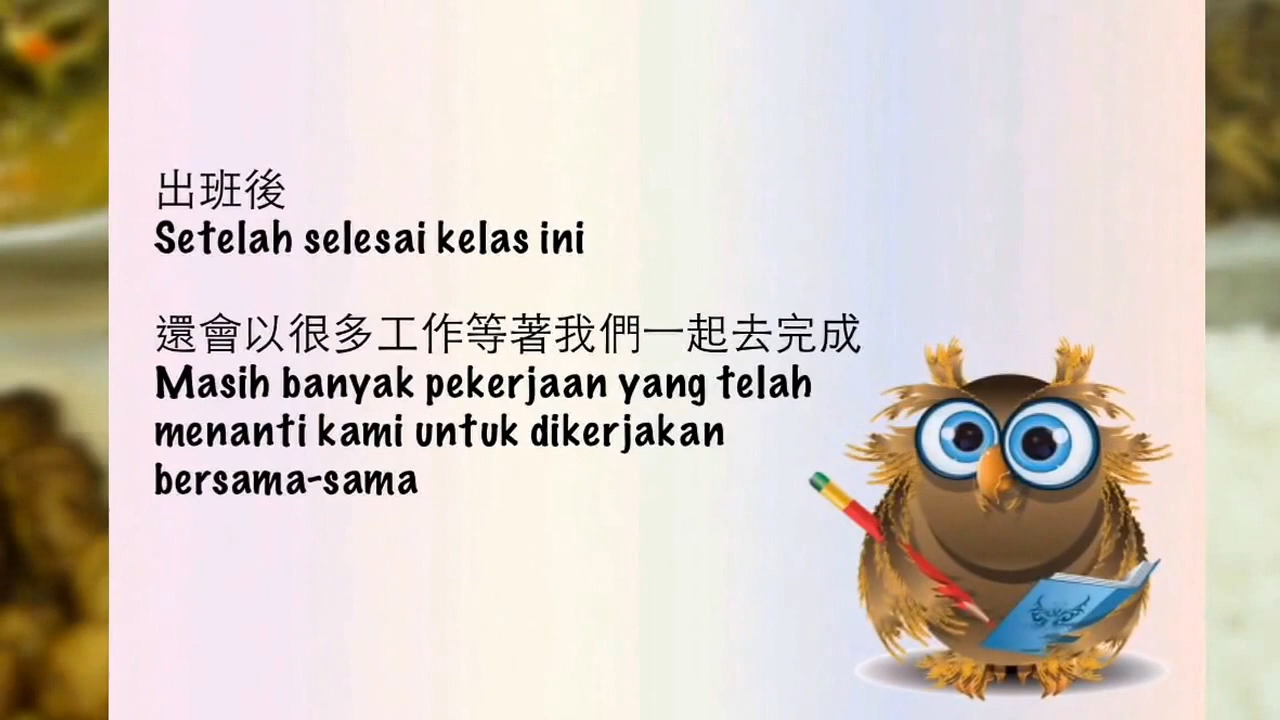 出班後
Setelah selesai kelas ini
還會以很多工作等著我們一起去完成
Masih banyak pekerjaan yang telah
menanti kami untuk dikerjakan
bersama-sama